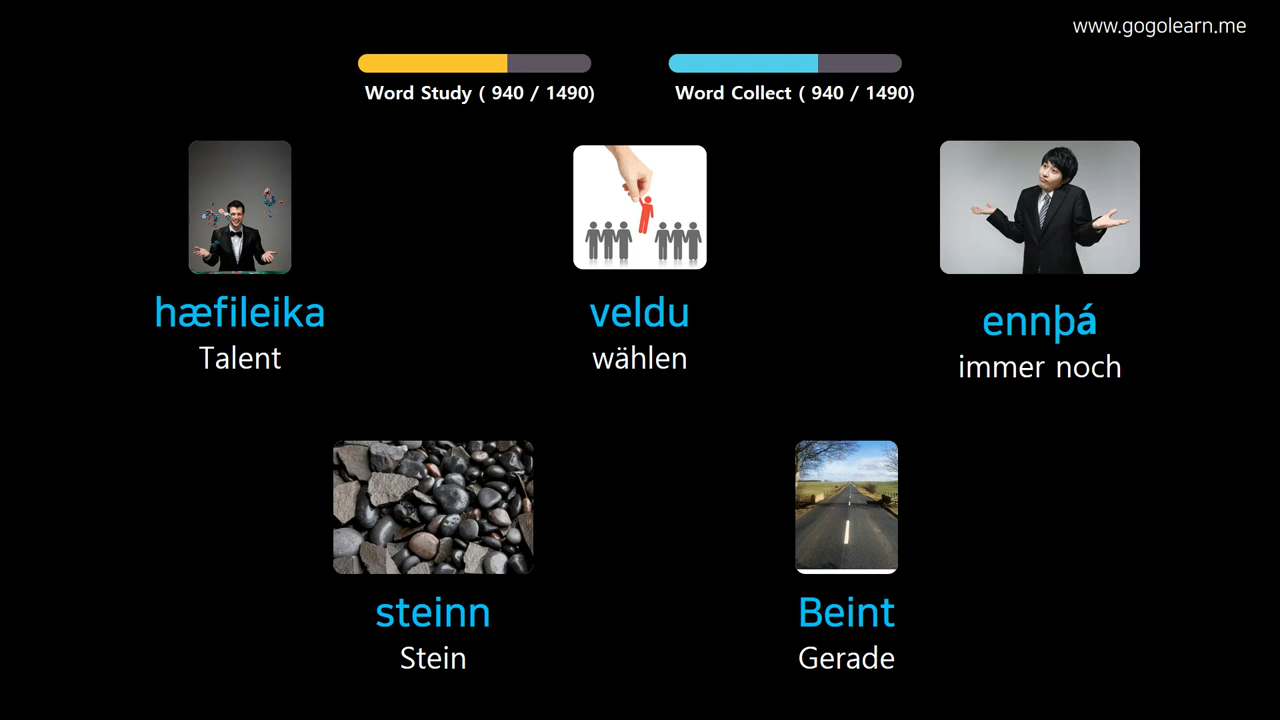 www.gogolearn.me
Word Study ( 940 / 1490)
Word Collect ( 940 / 1490)
hæfileika
Talent
veldu
wählen
ennþá
immer noch
steinn
Stein
Beint
Gerade